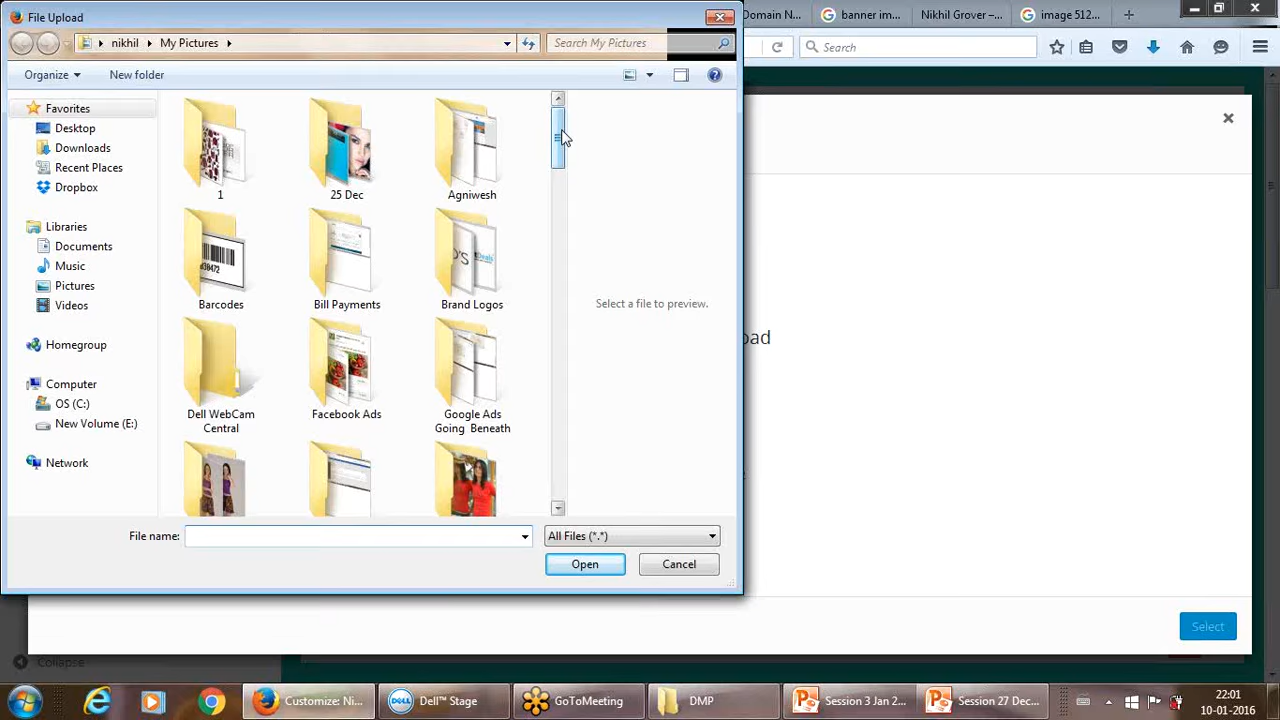 File Upload
Domain N...
banner im...
Nikhil Grover –...
image 512...
nikhil
My Pictures
Search My Pictures
Search
Organize
New folder
Favorites
Desktop
Downloads
Recent Places
Dropbox
Libraries
Documents
Music
Pictures
Videos
Homegroup
Computer
OS (C:)
New Volume (E:)
Network
1
25 Dec
Agniwesh
Barcodes
Bill Payments
Brand Logos
Dell WebCam Central
Facebook Ads
Google Ads Going Beneath
Select a file to preview.
File name:
All Files (*.*)
Open
Cancel
Select
Collapse
Customize: Ni...
Dell™ Stage
GoToMeeting
DMP
Session 3 Jan 2...
Session 27 Dec...
22:01
10-01-2016